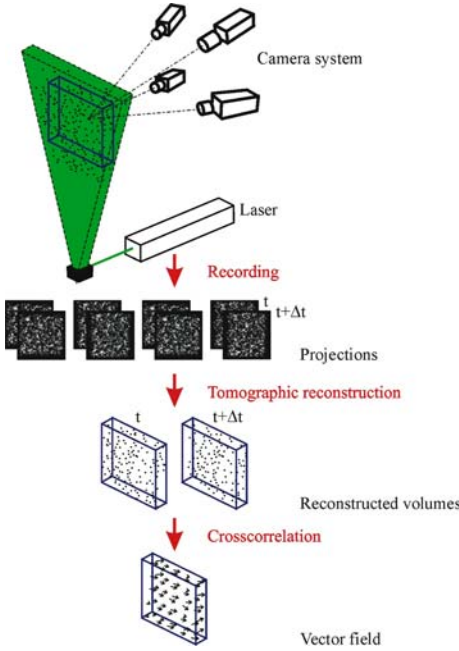 Camera system
Laser
Recording
t
t+Δt
Projections
Tomographic reconstruction
t
t+Δt
Reconstructed volumes
Crosscorrelation
Vector field